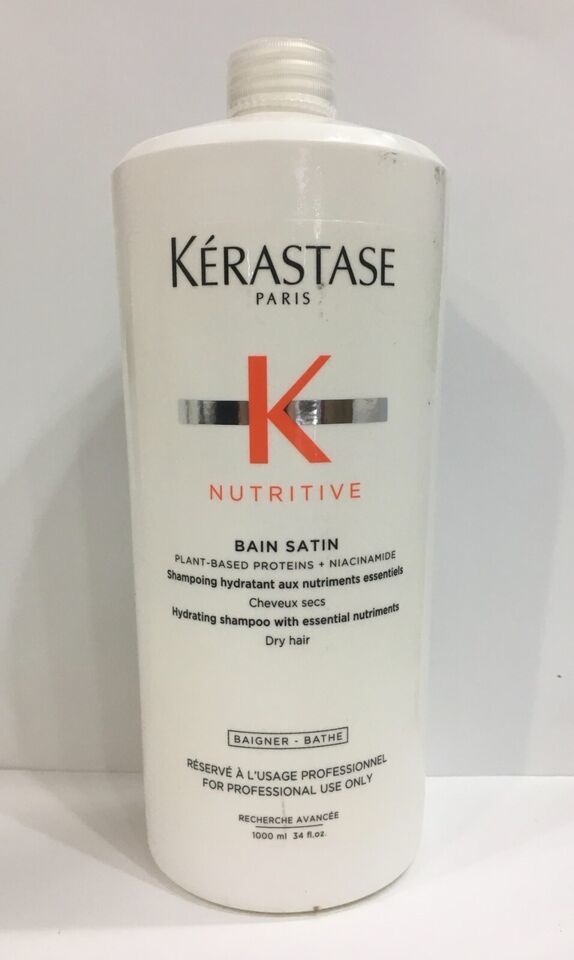 KÉRASTASE
PARIS
K
NUTRITIVE
BAIN SATIN
PLANT-BASED PROTEINS + NIACINAMIDE
Shampoing hydratant aux nutriments essentiels
Cheveux secs
Hydrating shampoo with essential nutriments
Dry hair
BAIGNER - BATHE
RÉSERVÉ À L'USAGE PROFESSIONNEL
FOR PROFESSIONAL USE ONLY
RECHERCHE AVANCÉE
1000 ml 34 fl.oz.